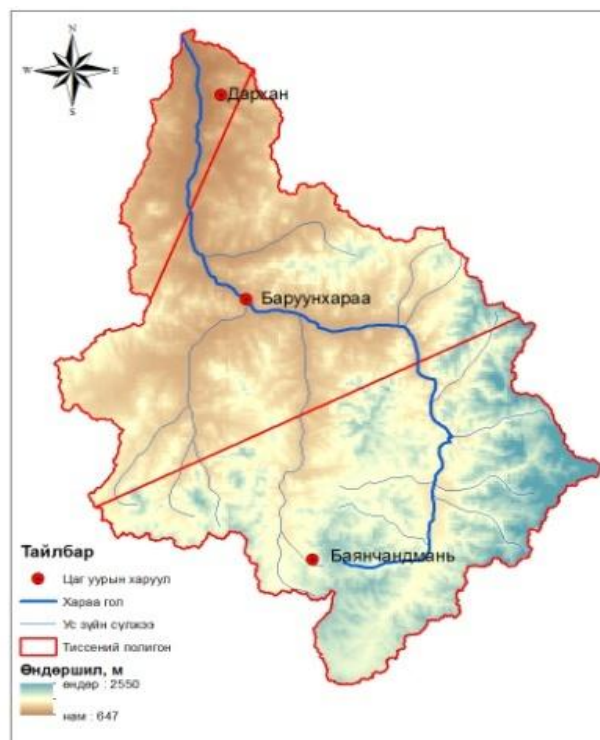 N
W E
S
Дархан
Баруунхараа
Баянчандмань
Тайлбар
Цаг уурын харуул
Хараа гол
Ус зүйн сүлжээ
Тиссений полигон
Өндөршил, м
өндөр : 2550
нам : 647